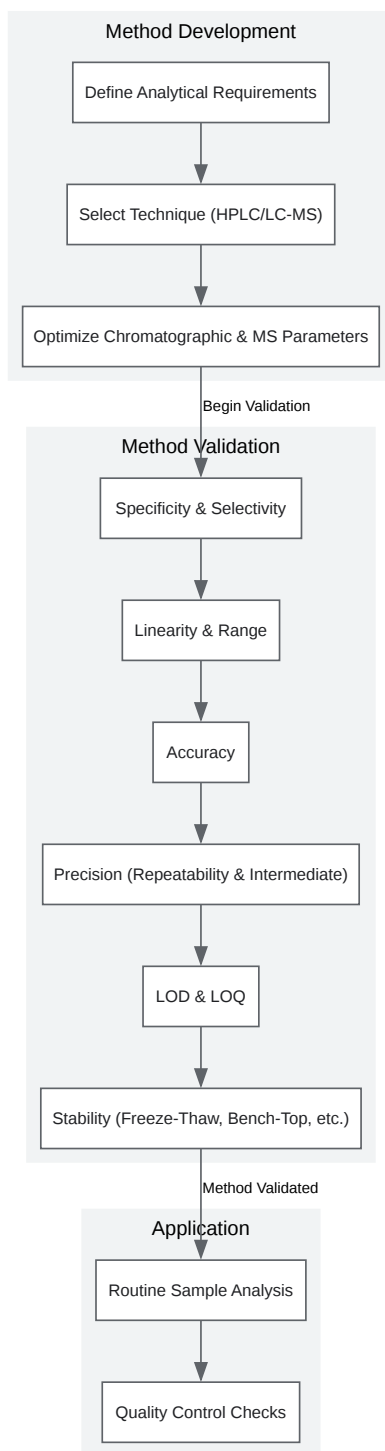 Method Development
Define Analytical Requirements
Select Technique (HPLC/LC-MS)
Optimize Chromatographic & MS Parameters
Begin Validation
Method Validation
Specificity & Selectivity
Linearity & Range
Accuracy
Precision (Repeatability & Intermediate)
LOD & LOQ
Stability (Freeze-Thaw, Bench-Top, etc.)
Method Validated
Application
Routine Sample Analysis
Quality Control Checks